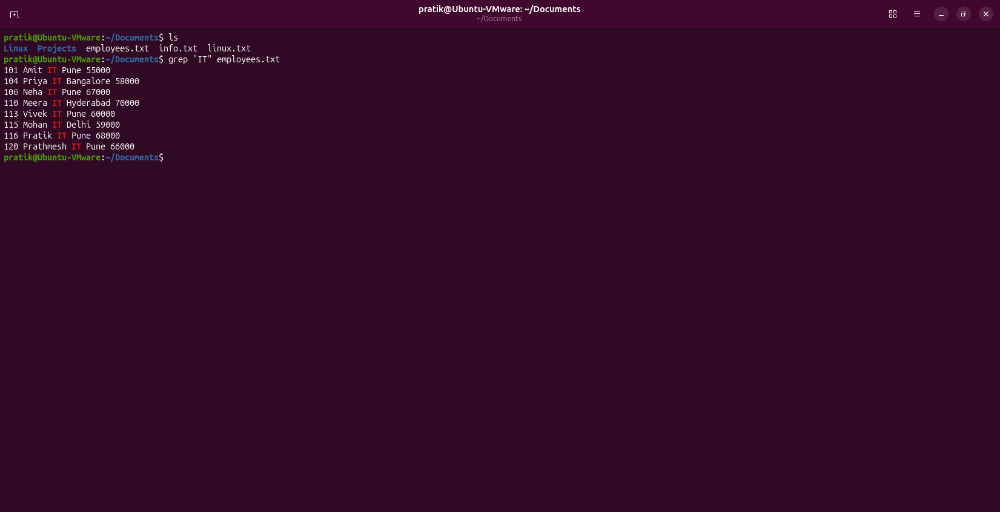 pratik@Ubuntu-VMware: ~/Documents
~/Documents
pratik@Ubuntu-VMware:~/Documents$ ls
Linux  Projects  employees.txt  info.txt  linux.txt
pratik@Ubuntu-VMware:~/Documents$ grep "IT" employees.txt
101 Amit IT Pune 55000
104 Priya IT Bangalore 58000
106 Neha IT Pune 67000
110 Meera IT Hyderabad 70000
113 Vivek IT Pune 60000
115 Mohan IT Delhi 59000
116 Pratik IT Pune 68000
120 Prathmesh IT Pune 66000
pratik@Ubuntu-VMware:~/Documents$